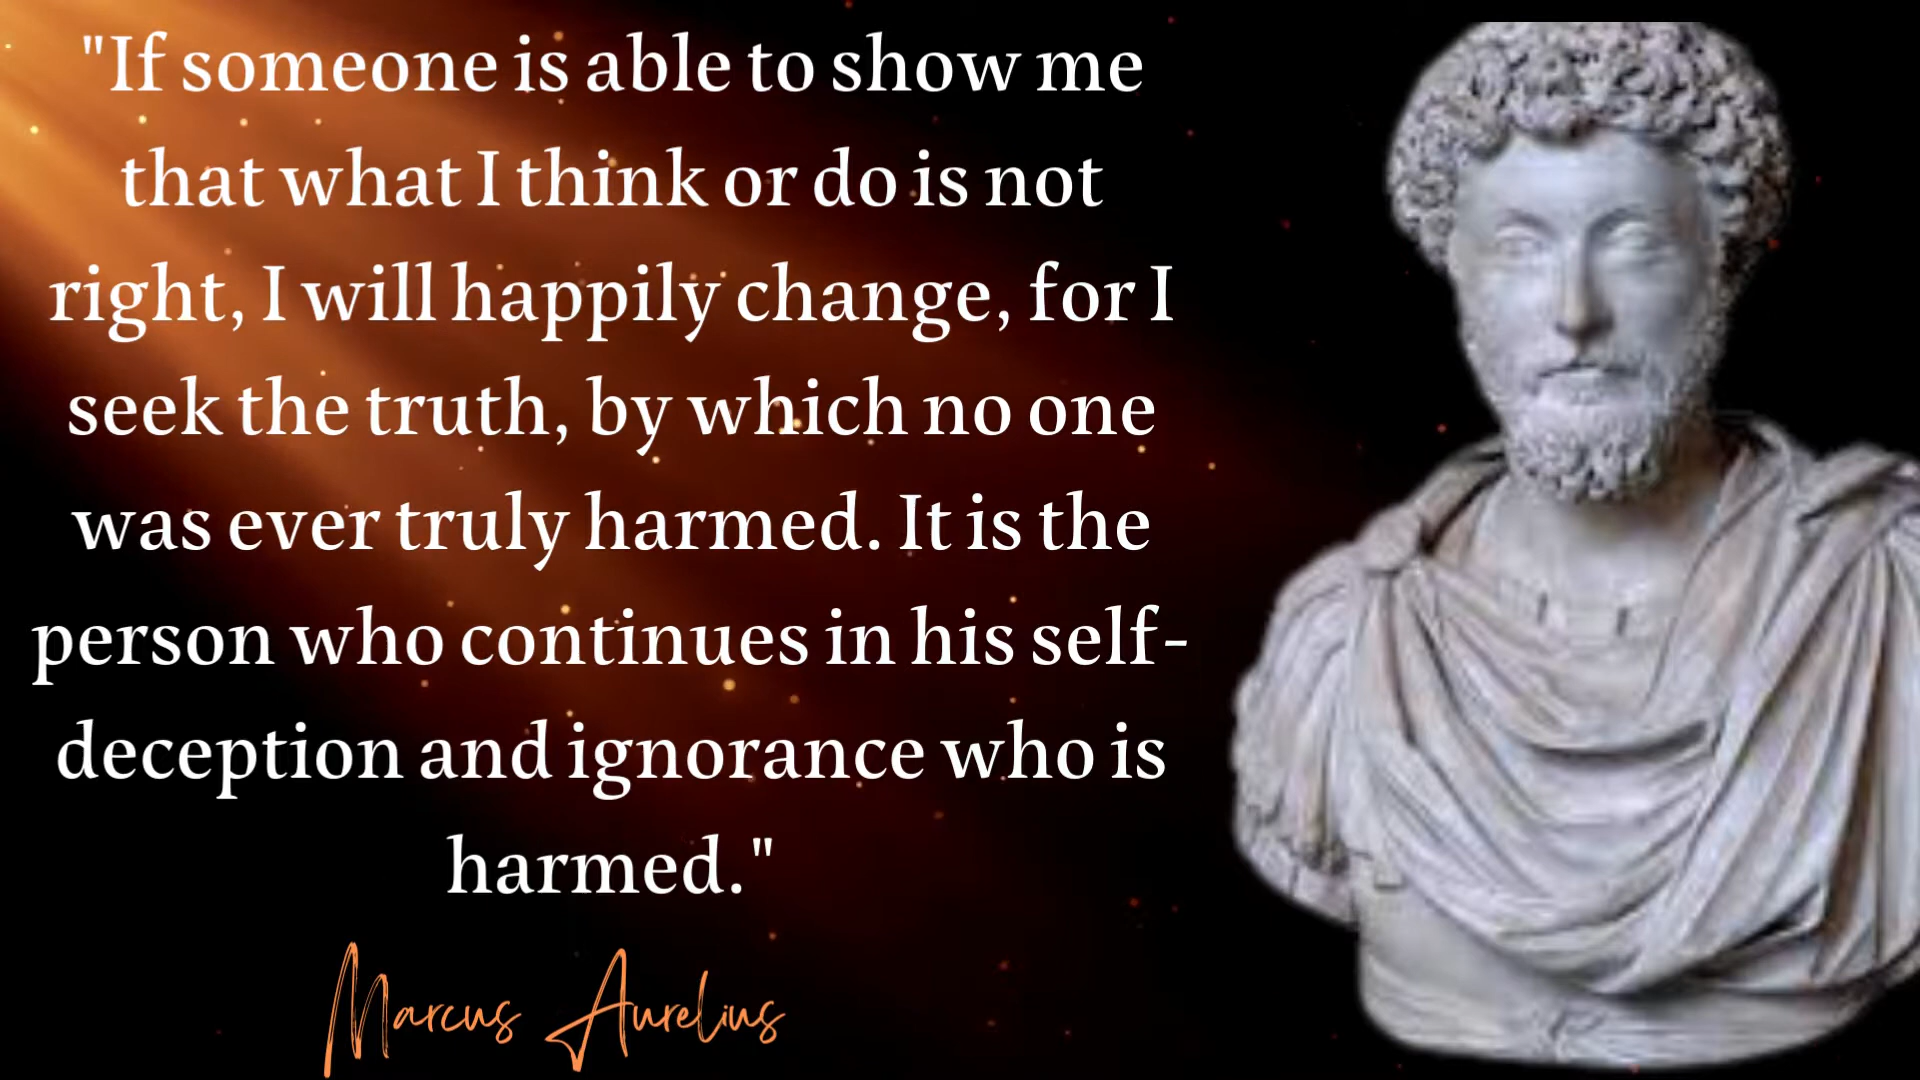 "If someone is able to show me
that what I think or do is not
right, I will happily change, for I
seek the truth, by which no one
was ever truly harmed. It is the
person who continues in his self-
deception and ignorance who is
harmed."
Marcus Aurelius